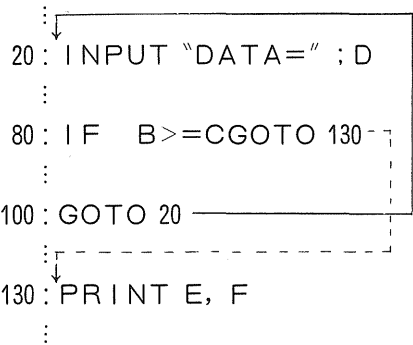 ⋮
20: INPUT "DATA=" ;D
⋮
80: IF B>=CGOTO 130
⋮
100: GOTO 20
⋮
130: PRINT E, F
⋮